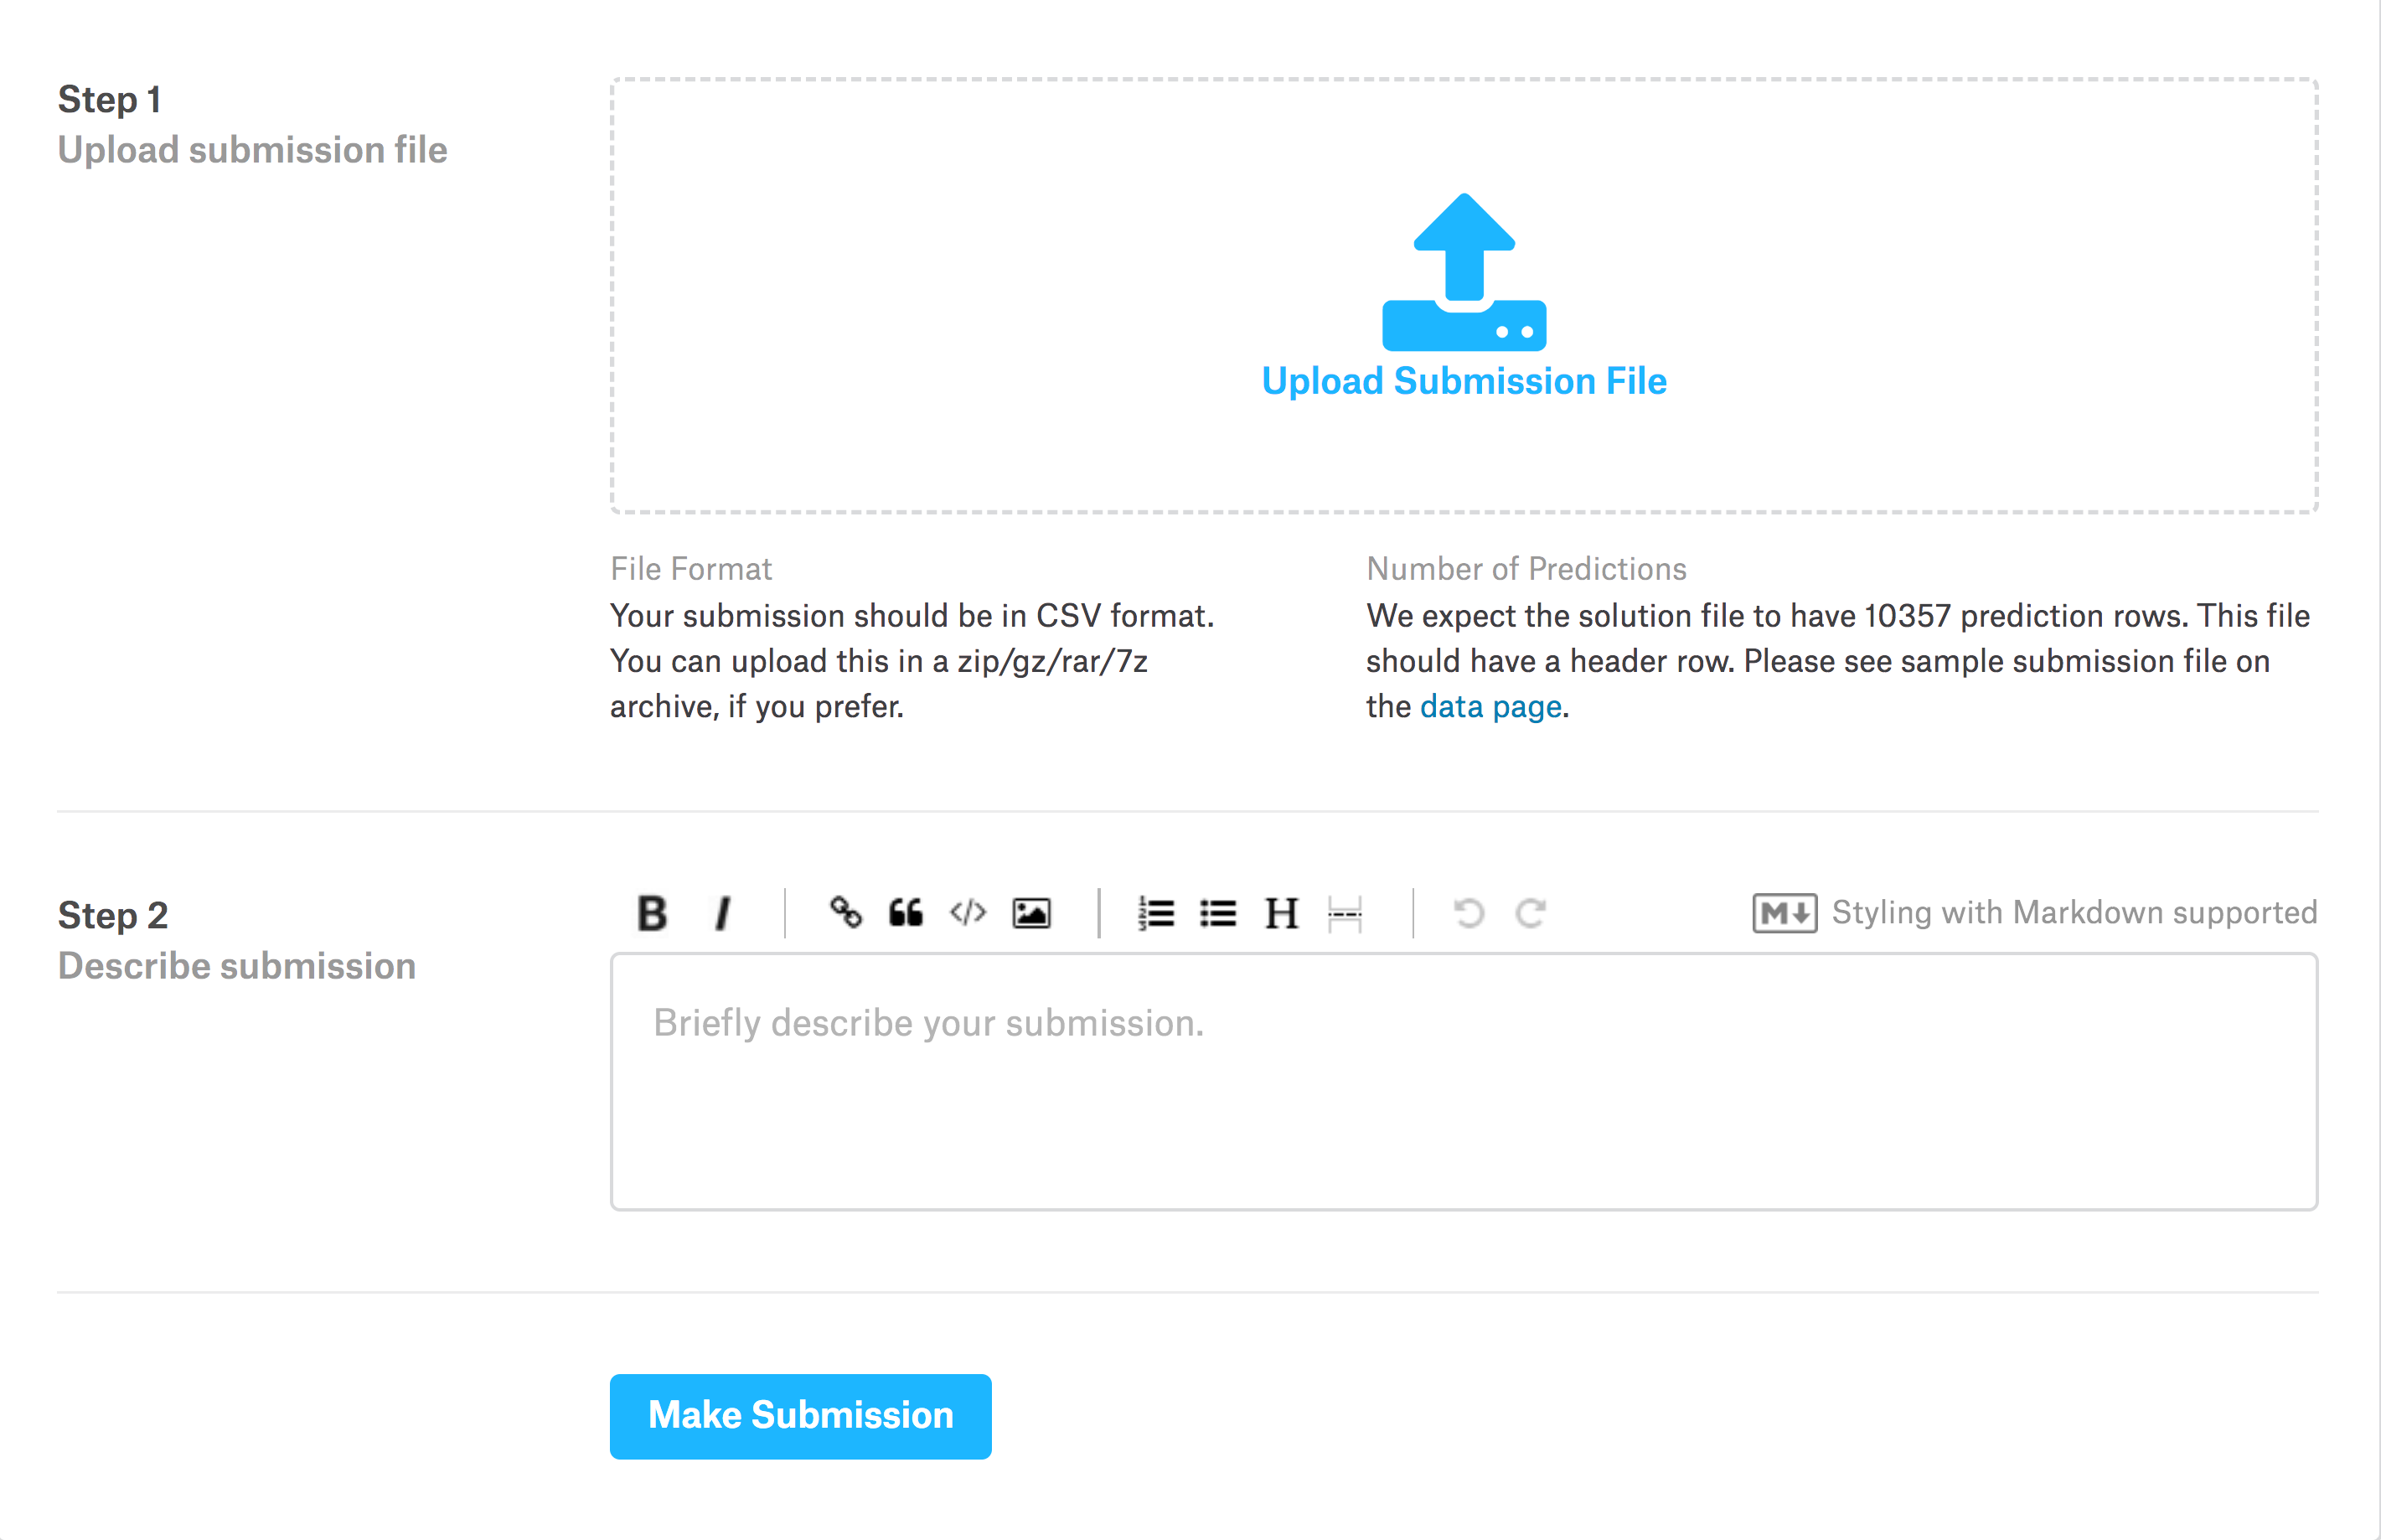 Step 1
Upload submission file
Upload Submission File
File Format
Your submission should be in CSV format.
You can upload this in a zip/gz/rar/7z
archive, if you prefer.
Number of Predictions
We expect the solution file to have 10357 prediction rows. This file
should have a header row. Please see sample submission file on
the data page.
Step 2
Describe submission
B I H
M Styling with Markdown supported
Briefly describe your submission.
Make Submission